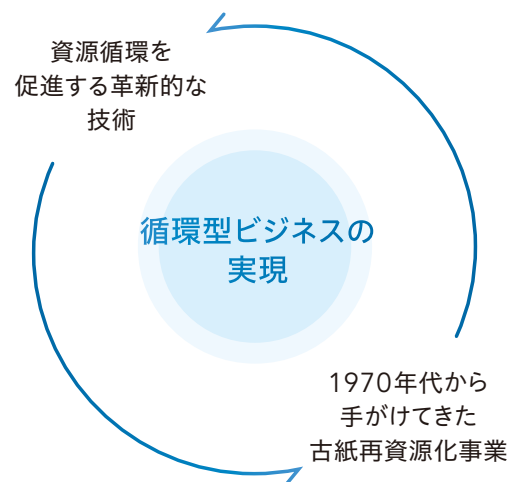 資源循環を
促進する革新的な
技術
循環型ビジネスの
実現
1970年代から
手がけてきた
古紙再資源化事業